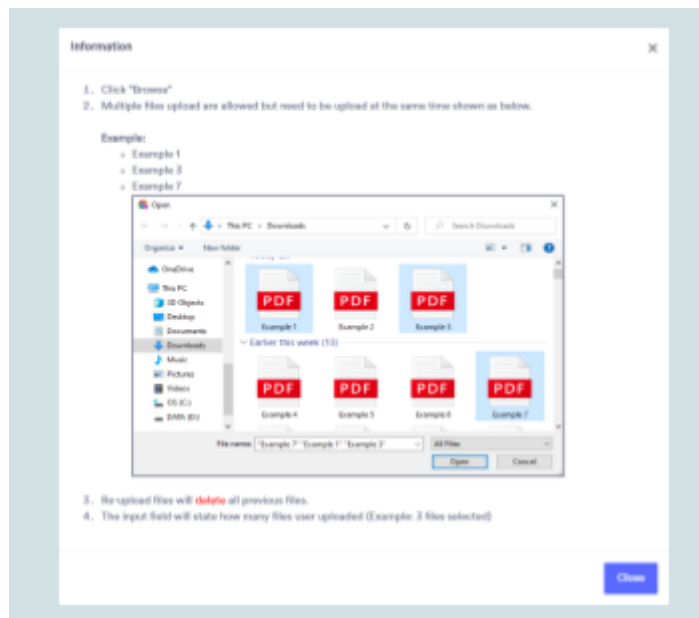 Information
1. Click "Browse"
2. Multiple files upload are allowed but need to be upload at the same time shown as below.
Example:
Example 1
Example 3
Example 7
Open
This PC > Downloads
Search Downloads
Organize
New folder
OneDrive
This PC
3D Objects
Desktop
Documents
Downloads
Music
Pictures
Videos
OS (C:)
DATA (D:)
PDF PDF PDF
Example 1 Example 2 Example 3
Earlier this week (13)
PDF PDF PDF PDF
Example 4 Example 5 Example 6 Example 7
File name: "Example 7" "Example 1" "Example 3"
All Files
Open Cancel
3. Re-upload files will delete all previous files.
4. The input field will state how many files user uploaded (Example: 3 files selected)
Close